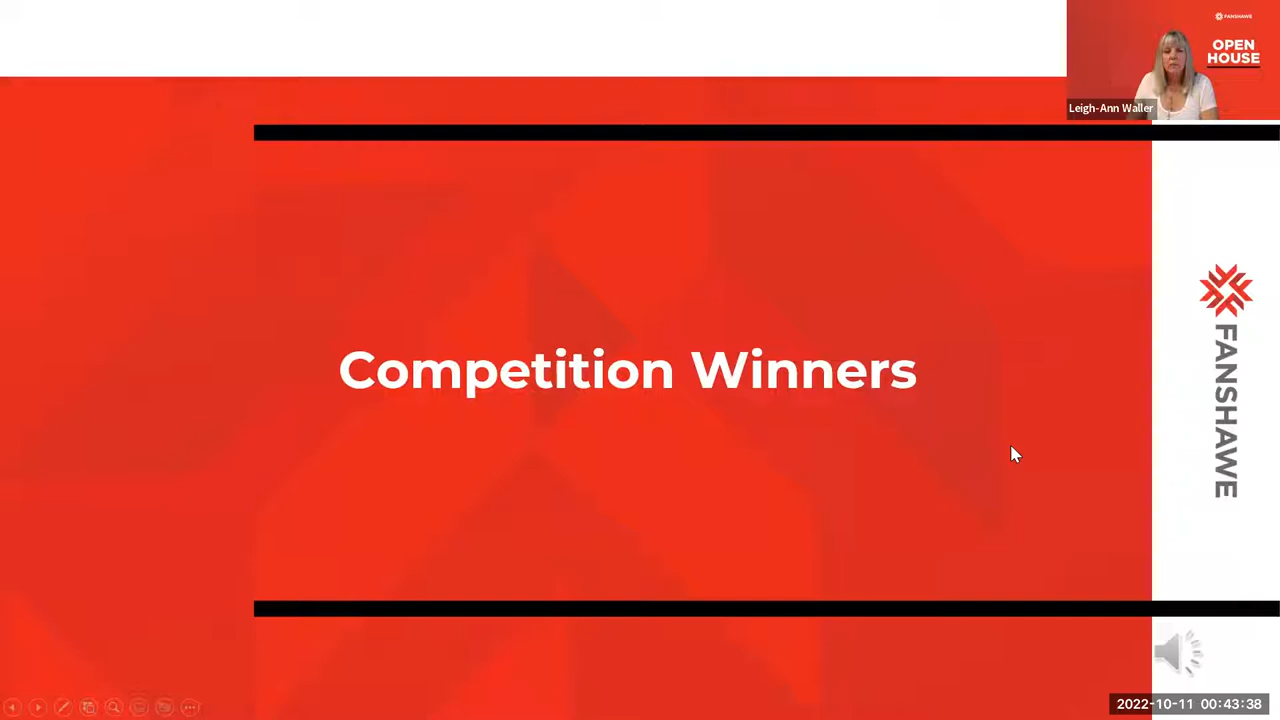 FANSHAWE
OPEN
HOUSE
Leigh-Ann Waller
Competition Winners
FANSHAWE
2022-10-11 00:43:38